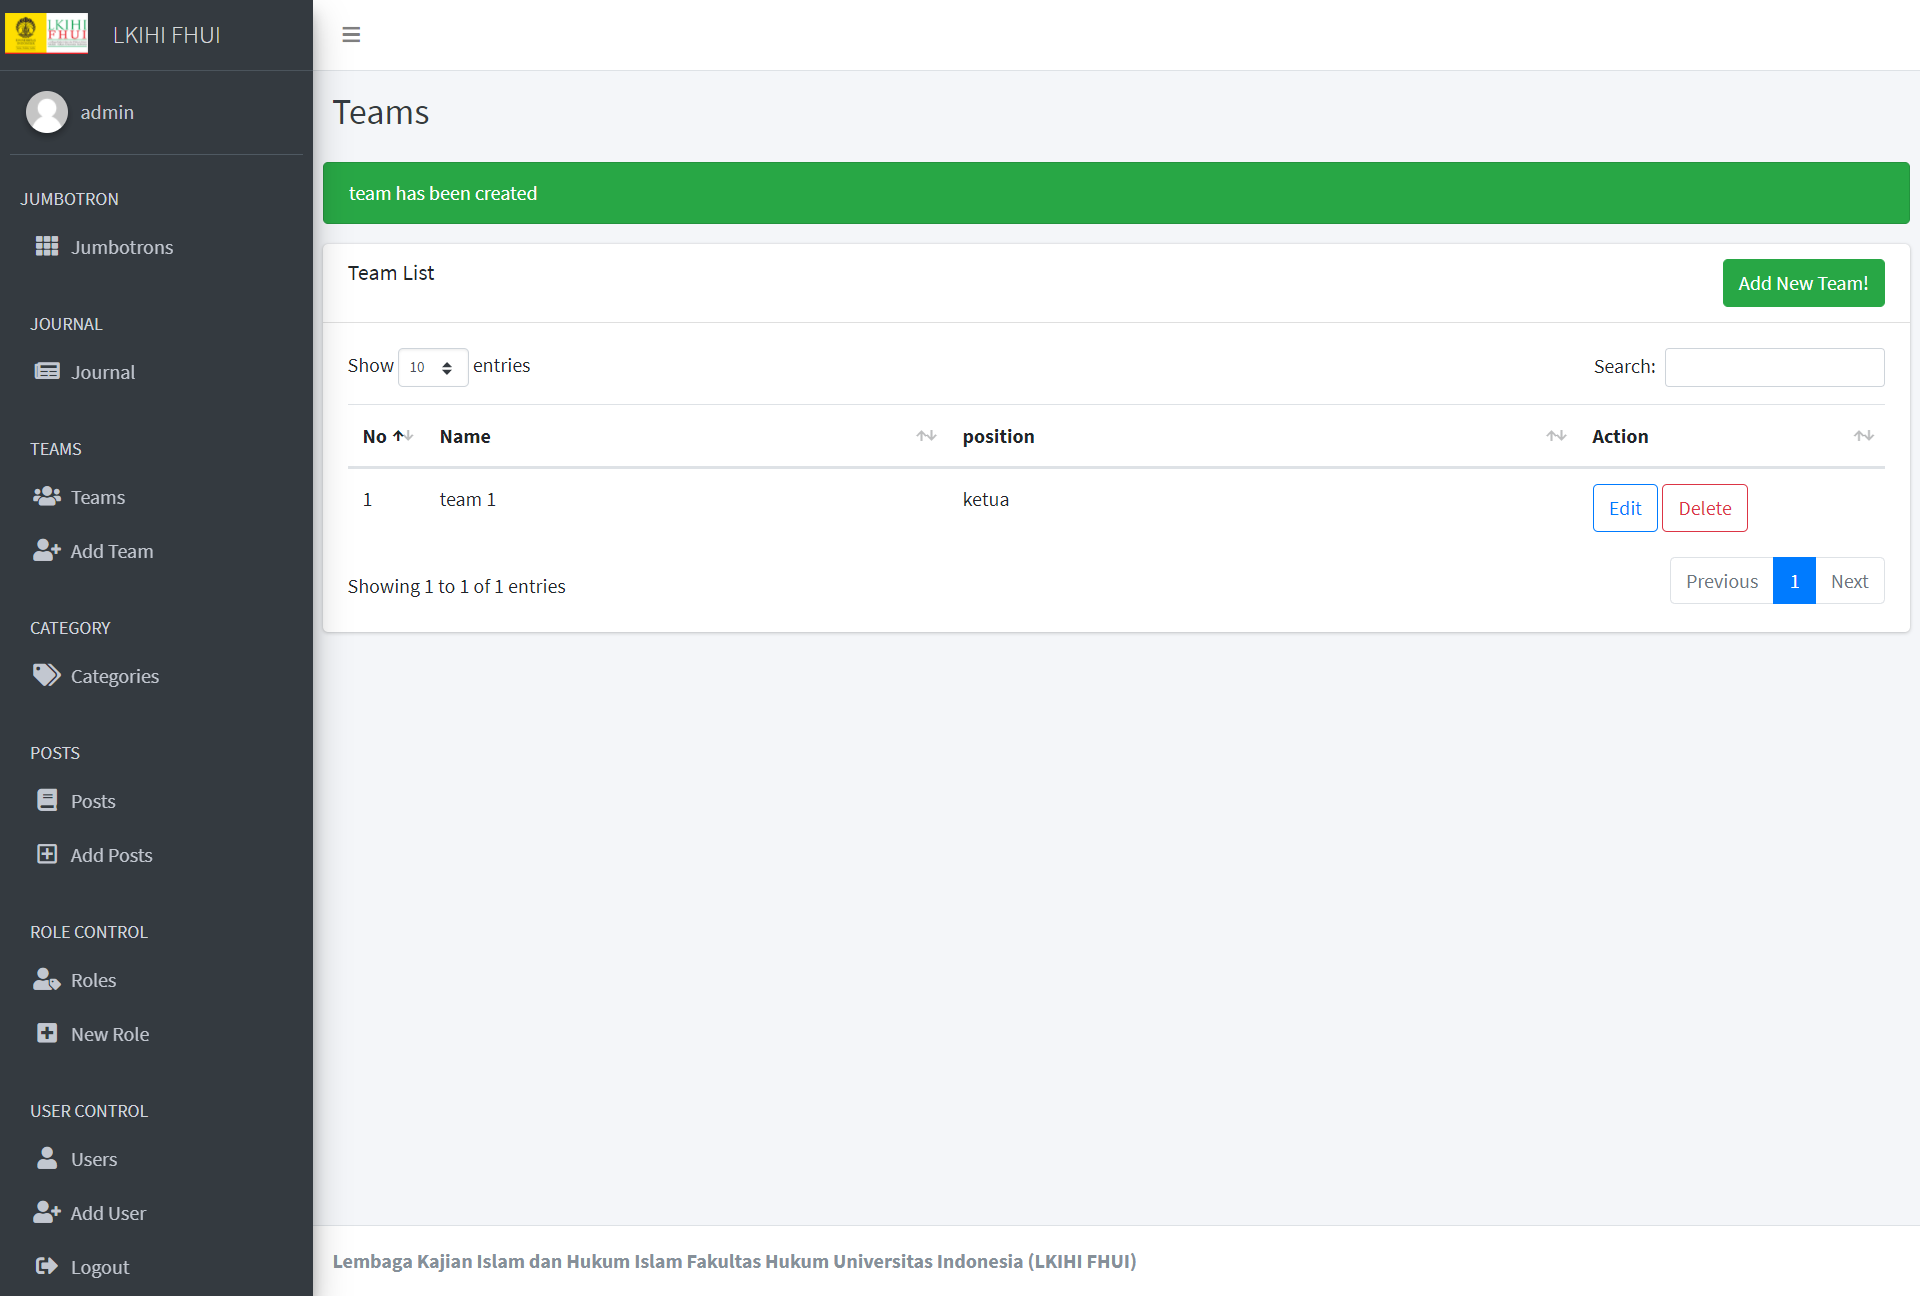 LKIHI
FHUI
LKIHI FHUI
admin
JUMBOTRON
Jumbotrons
JOURNAL
Journal
TEAMS
Teams
Add Team
CATEGORY
Categories
POSTS
Posts
Add Posts
ROLE CONTROL
Roles
New Role
USER CONTROL
Users
Add User
Logout
Teams
team has been created
Team List
Add New Team!
Show 10 entries
Search:
No Name position Action
1 team 1 ketua Edit Delete
Showing 1 to 1 of 1 entries
Previous 1 Next
Lembaga Kajian Islam dan Hukum Islam Fakultas Hukum Universitas Indonesia (LKIHI FHUI)